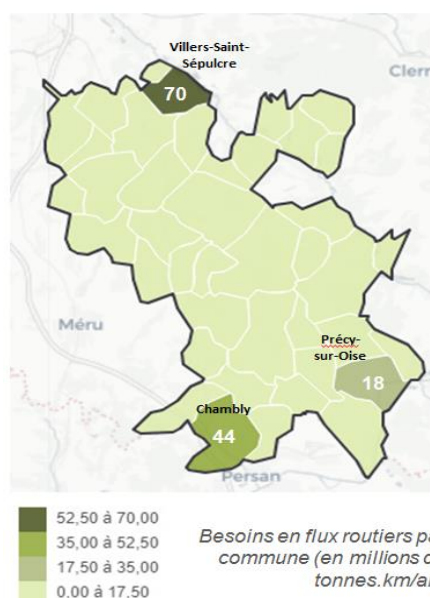 Villers-Saint-
Sépulcre
Clerm
70
Méru
Précy-
sur-Oise
18
Chambly
44
Persan
52,50 à 70,00
35,00 à 52,50
17,50 à 35,00
0,00 à 17,50
Besoins en flux routiers pa
commune (en millions d
tonnes.km/an